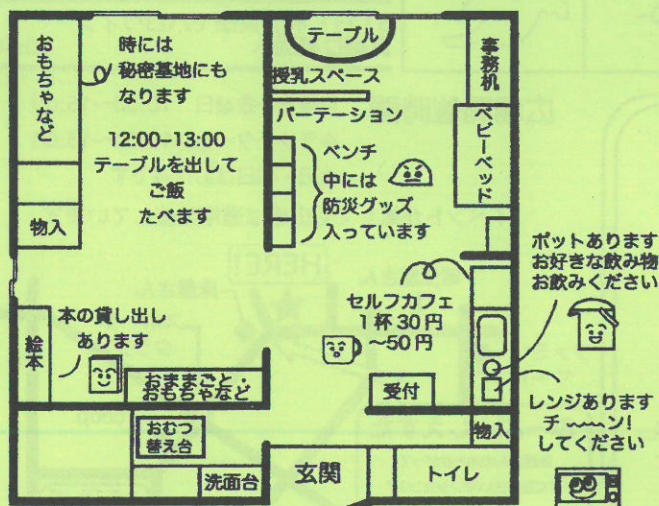 おもちゃなど
時には
秘密基地にも
なります
12:00–13:00
テーブルを出して
ご飯
たべます
物入
テーブル
授乳スペース
パーテーション
ベンチ
中には
防災グッズ
入っています
事務机
ベビーベッド
ポットあります
お好きな飲み物
お飲みください
セルフカフェ
1杯30円
〜50円
受付
本の貸し出し
あります
絵本
おままごと・
おもちゃなど
レンジあります
チ〜〜ン!
してください
物入
おむつ
替え台
洗面台
玄関
トイレ
HERE!!